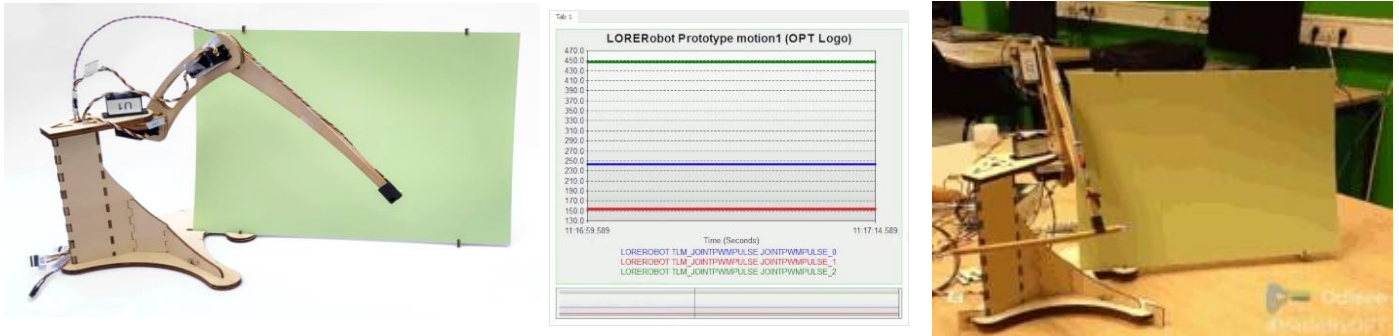 U1
Tab 1
LORERobot Prototype motion1 (OPT Logo)
470.0
450.0
430.0
410.0
390.0
370.0
350.0
330.0
310.0
290.0
270.0
250.0
230.0
210.0
190.0
170.0
150.0
130.0
11:16:59.589 11:17:14.589
Time (Seconds)
LOREROBOT TLM_JOINTPWMPULSE JOINTPWMPULSE_0
LOREROBOT TLM_JOINTPWMPULSE JOINTPWMPULSE_1
LOREROBOT TLM_JOINTPWMPULSE JOINTPWMPULSE_2